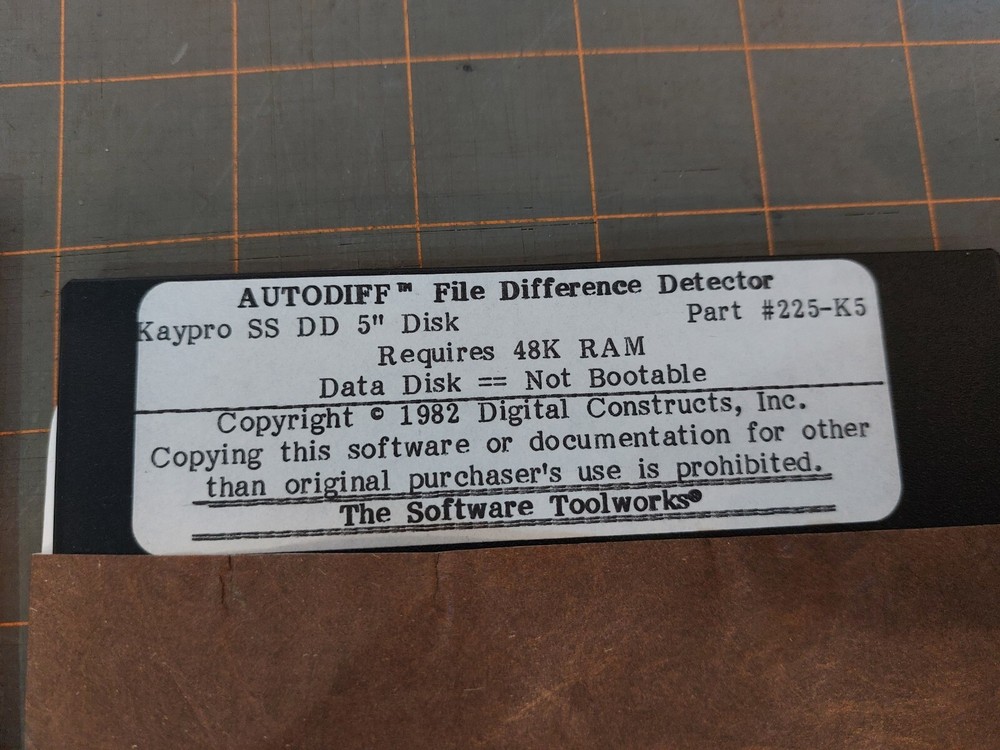 AUTODIFF™ File Difference Detector
Kaypro SS DD 5" Disk Part #225-K5
Requires 48K RAM
Data Disk == Not Bootable
Copyright © 1982 Digital Constructs, Inc.
Copying this software or documentation for other
than original purchaser's use is prohibited.
The Software Toolworks®